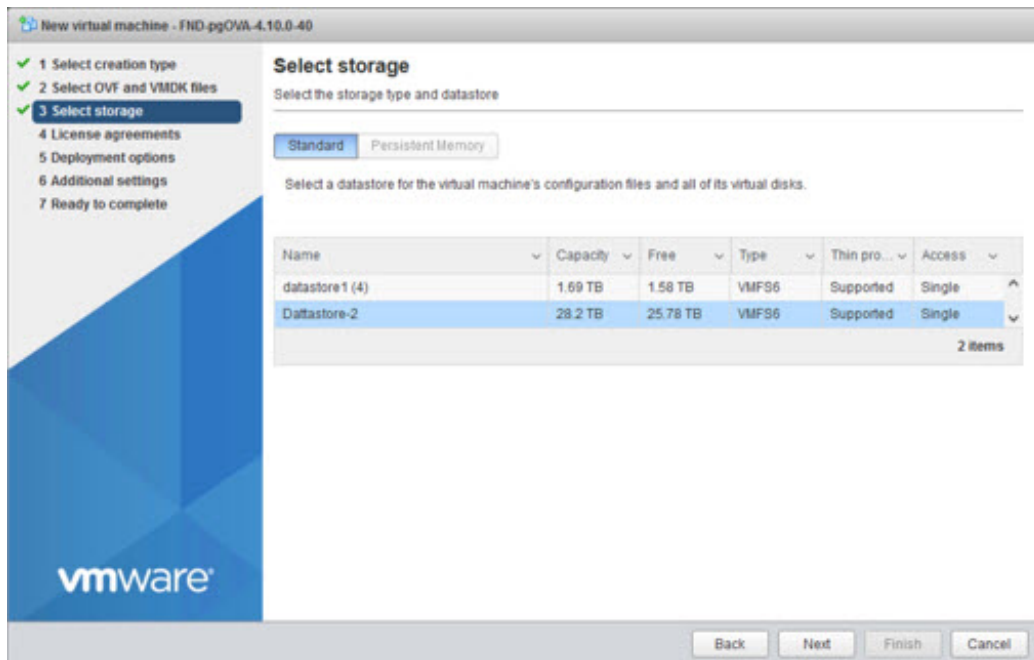 New virtual machine - FND-pgOVA-4.10.0-40
1 Select creation type
2 Select OVF and VMDK files
3 Select storage
4 License agreements
5 Deployment options
6 Additional settings
7 Ready to complete
vmware®
Select storage
Select the storage type and datastore
Standard Persistent Memory
Select a datastore for the virtual machine's configuration files and all of its virtual disks.
Name Capacity Free Type Thin pro... Access
datastore1 (4) 1.69 TB 1.58 TB VMFS6 Supported Single
Dattastore-2 28.2 TB 25.78 TB VMFS6 Supported Single
2 items
Back Next Finish Cancel